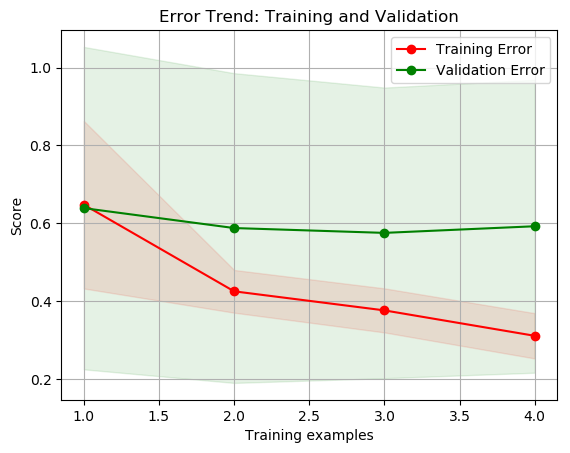 Error Trend: Training and Validation
Training Error
Validation Error
1.0
0.8
0.6
0.4
0.2
Score
1.0 1.5 2.0 2.5 3.0 3.5 4.0
Training examples